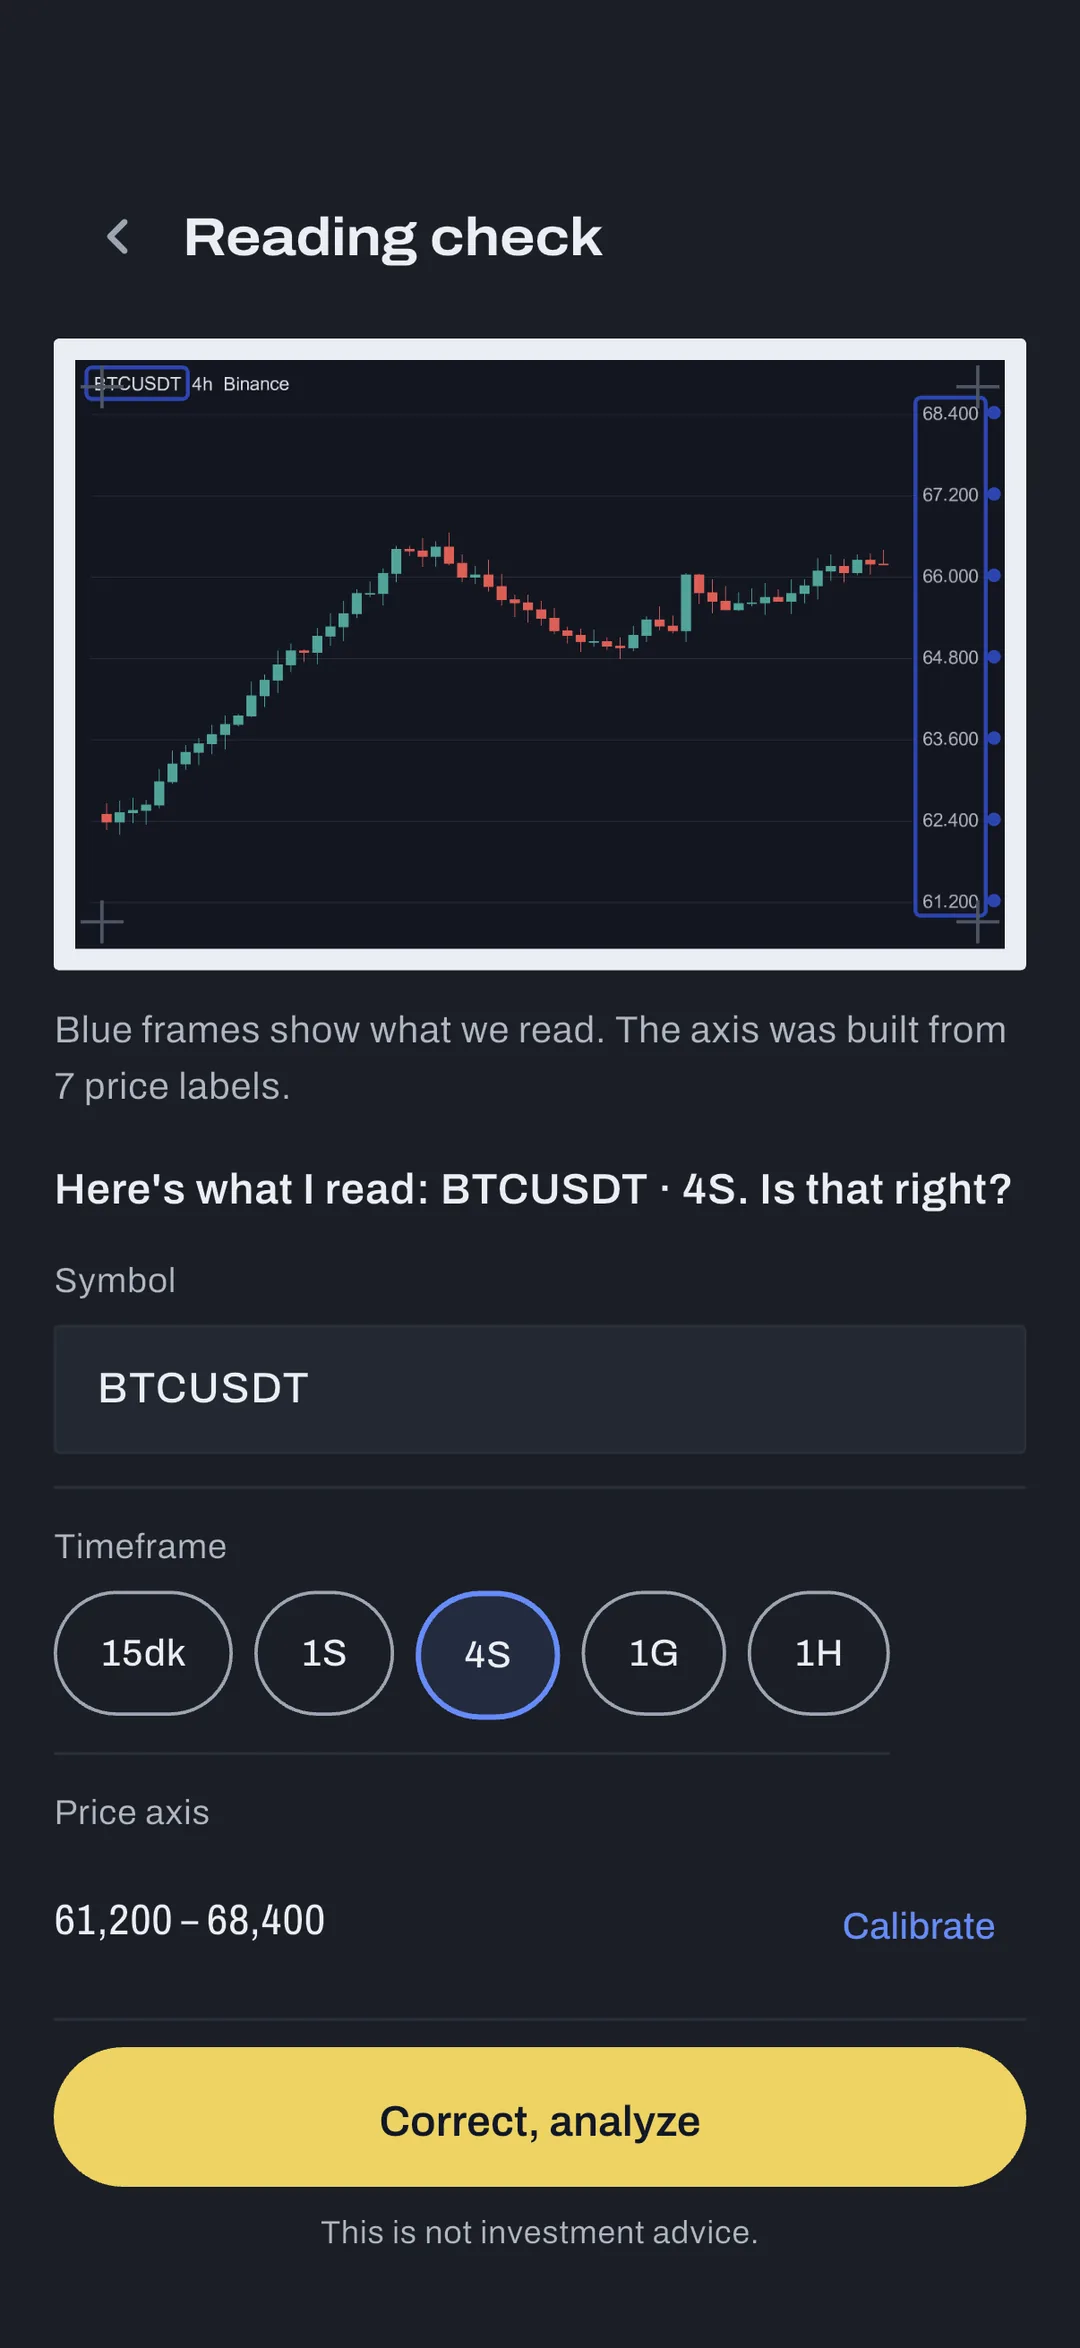 Reading check
BTCUSDT 4h Binance
68.400
67.200
66.000
64.800
63.600
62.400
61.200
Blue frames show what we read. The axis was built from
7 price labels.
Here's what I read: BTCUSDT · 4S. Is that right?
Symbol
BTCUSDT
Timeframe
15dk 1S 4S 1G 1H
Price axis
61,200 – 68,400 Calibrate
Correct, analyze
This is not investment advice.